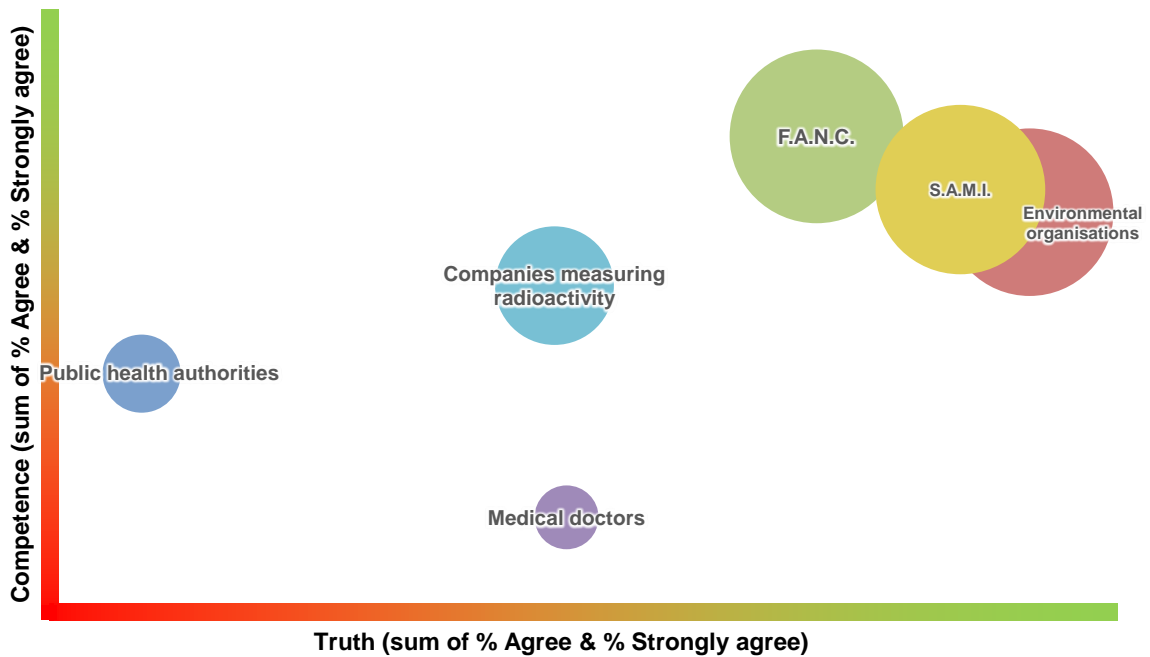 Competence (sum of % Agree & % Strongly agree)
F.A.N.C.
S.A.M.I.
Environmental
organisations
Companies measuring
radioactivity
Public health authorities
Medical doctors
Truth (sum of % Agree & % Strongly agree)